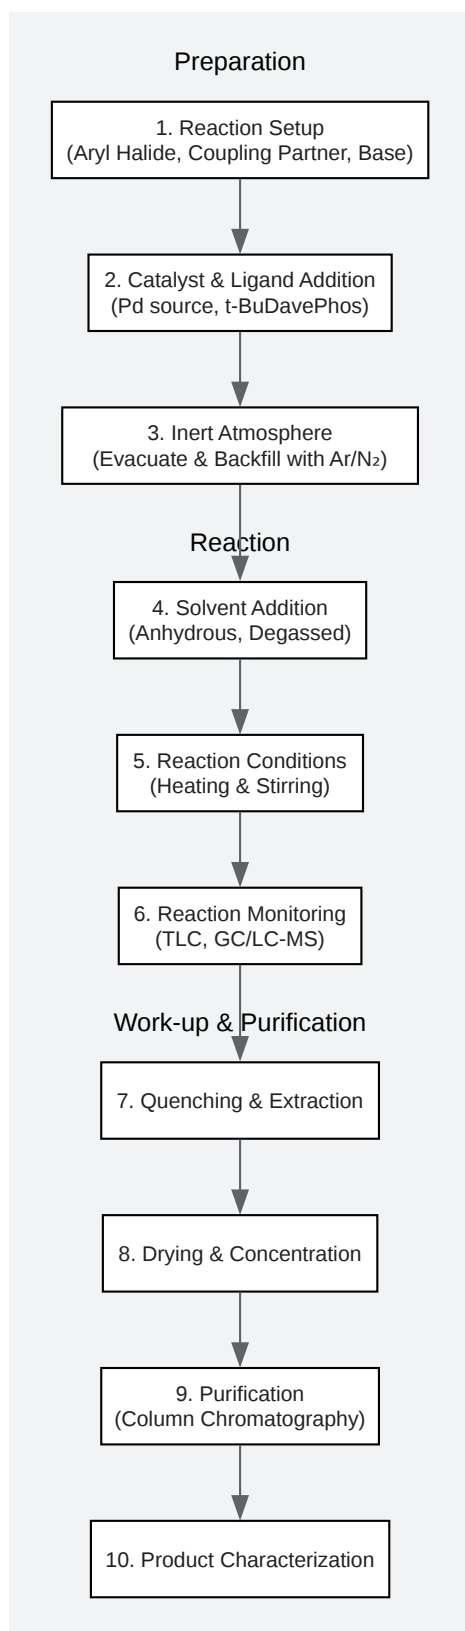 Preparation
1. Reaction Setup
(Aryl Halide, Coupling Partner, Base)
2. Catalyst & Ligand Addition
(Pd source, t-BuDavePhos)
3. Inert Atmosphere
(Evacuate & Backfill with Ar/N₂)
Reaction
4. Solvent Addition
(Anhydrous, Degassed)
5. Reaction Conditions
(Heating & Stirring)
6. Reaction Monitoring
(TLC, GC/LC-MS)
Work-up & Purification
7. Quenching & Extraction
8. Drying & Concentration
9. Purification
(Column Chromatography)
10. Product Characterization